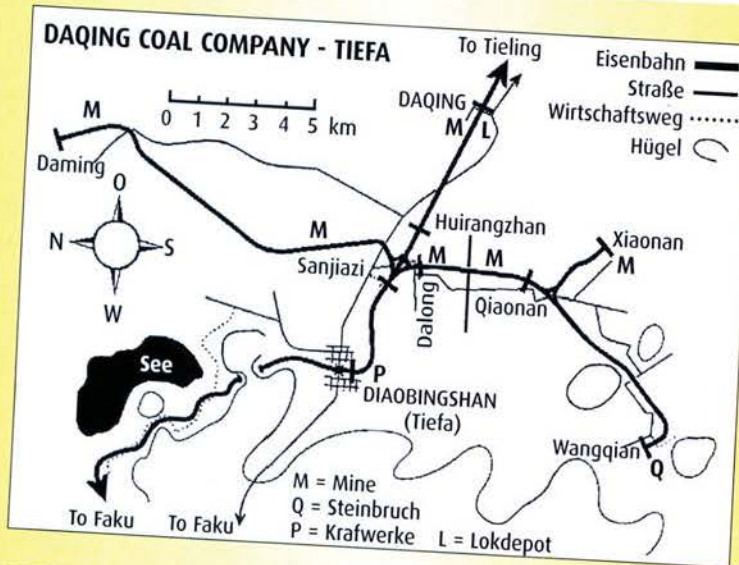 DAQING COAL COMPANY - TIEFA
To Tieling
Eisenbahn
Straße
Wirtschaftsweg
Hügel
DAQING
M L
M
0 1 2 3 4 5 km
Daming
O
N S
W
M
Huirangzhan
Xiaonan
M
Sanjiazi
M M
Dalong
Qiaonan
See
P
DIAOBINGSHAN
(Tiefa)
Wangqian
Q
M = Mine
Q = Steinbruch
P = Krafwerke L = Lokdepot
To Faku To Faku